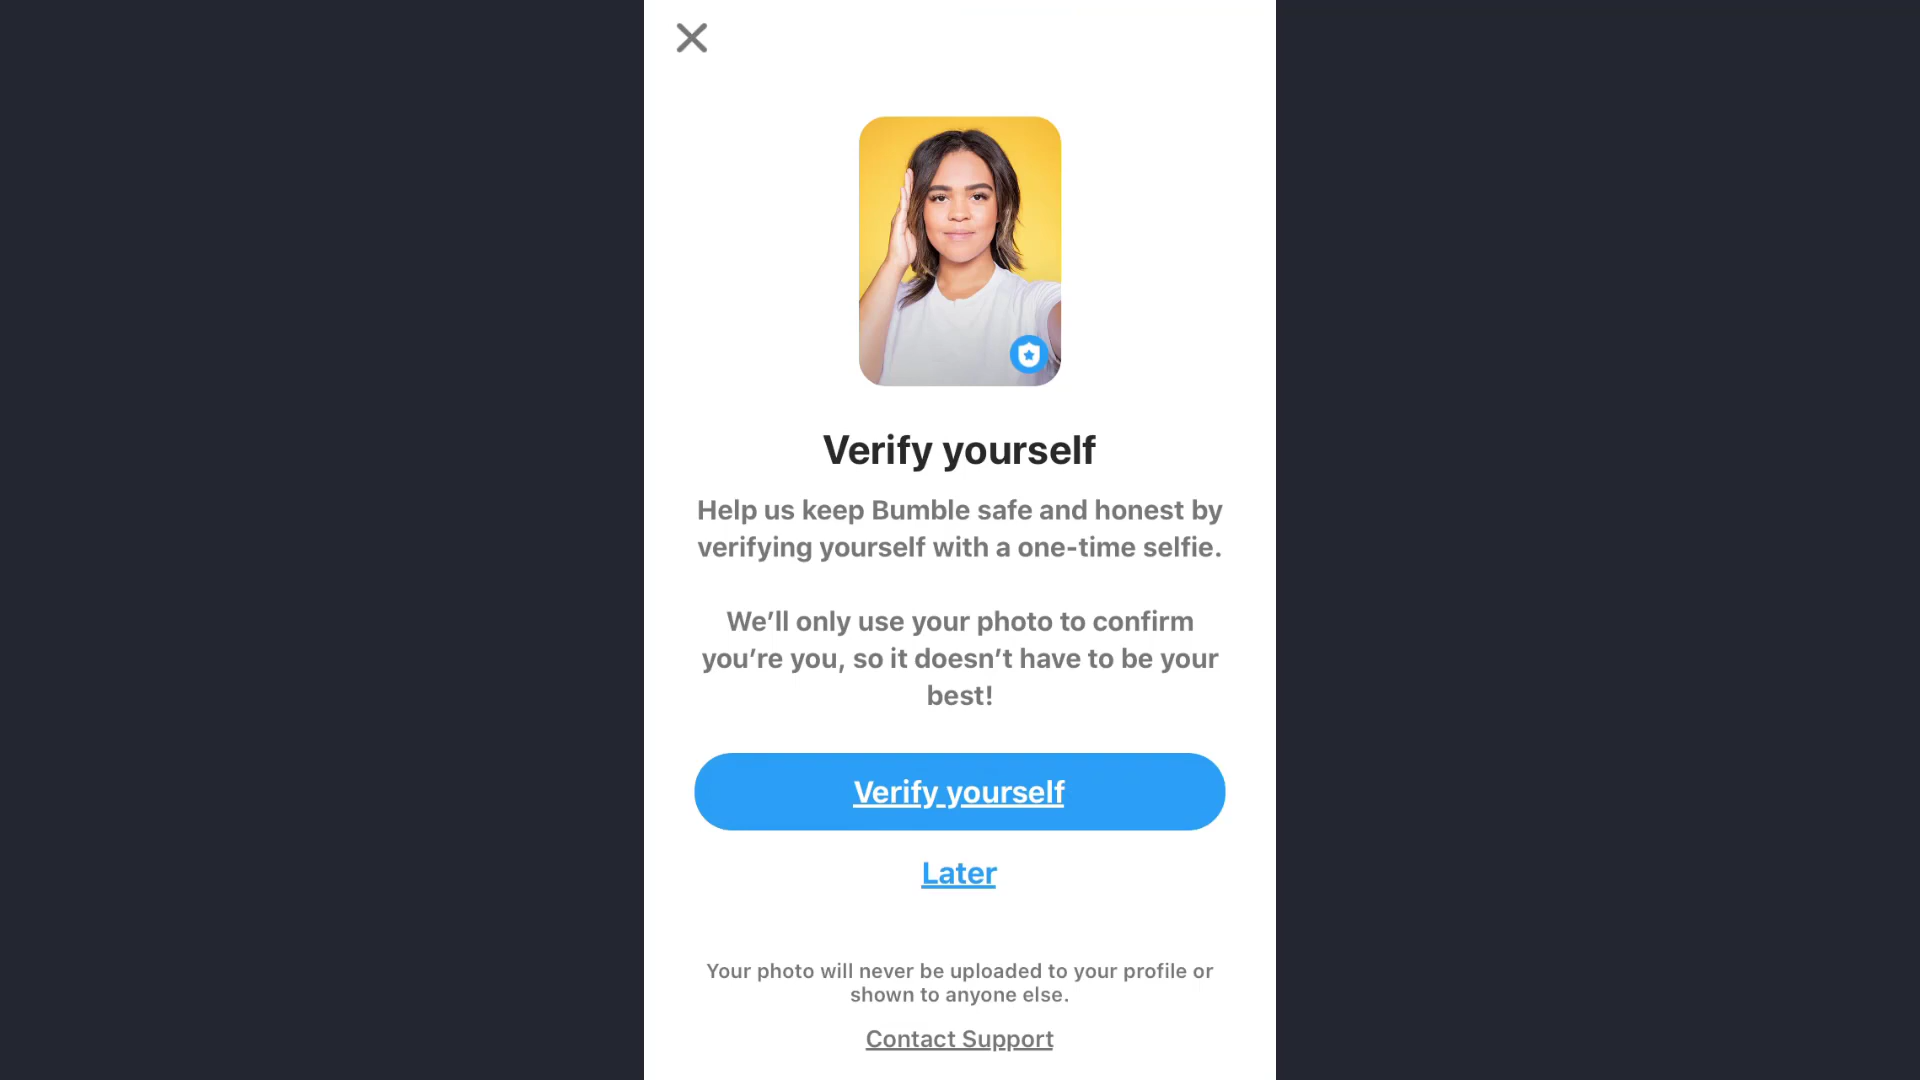 Verify yourself
Help us keep Bumble safe and honest by
verifying yourself with a one-time selfie.
We’ll only use your photo to confirm
you’re you, so it doesn’t have to be your
best!
Verify yourself
Later
Your photo will never be uploaded to your profile or
shown to anyone else.
Contact Support